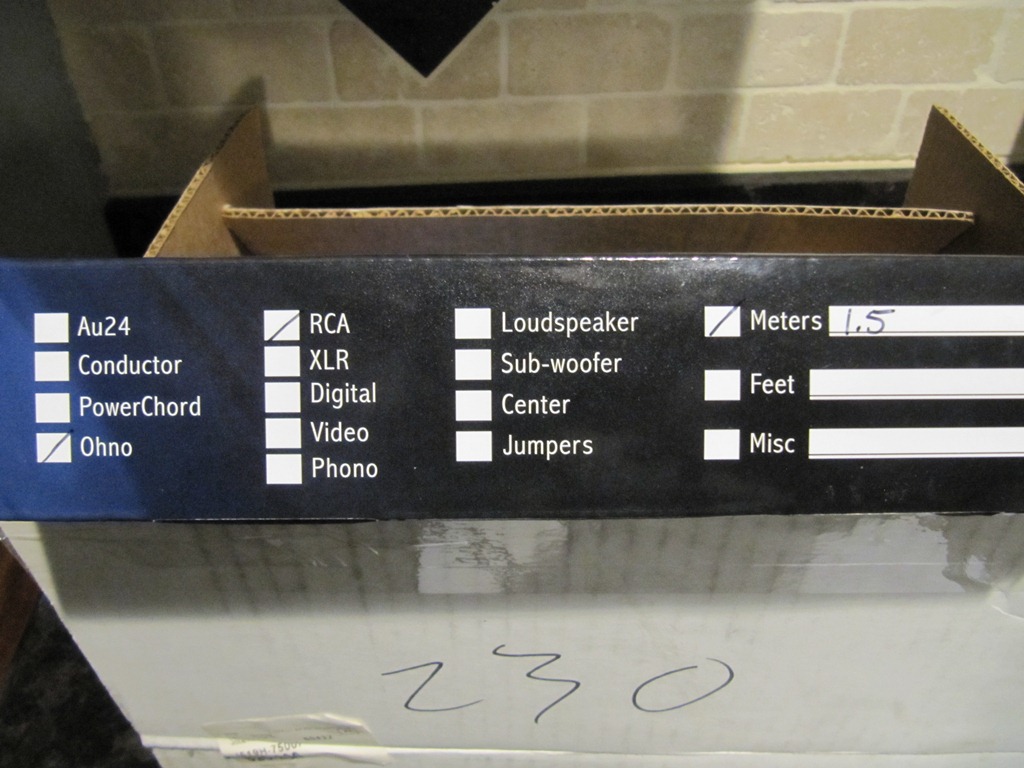 Au24
Conductor
PowerChord
Ohno
RCA
XLR
Digital
Video
Phono
Loudspeaker
Sub-woofer
Center
Jumpers
Meters 1.5
Feet
Misc
230